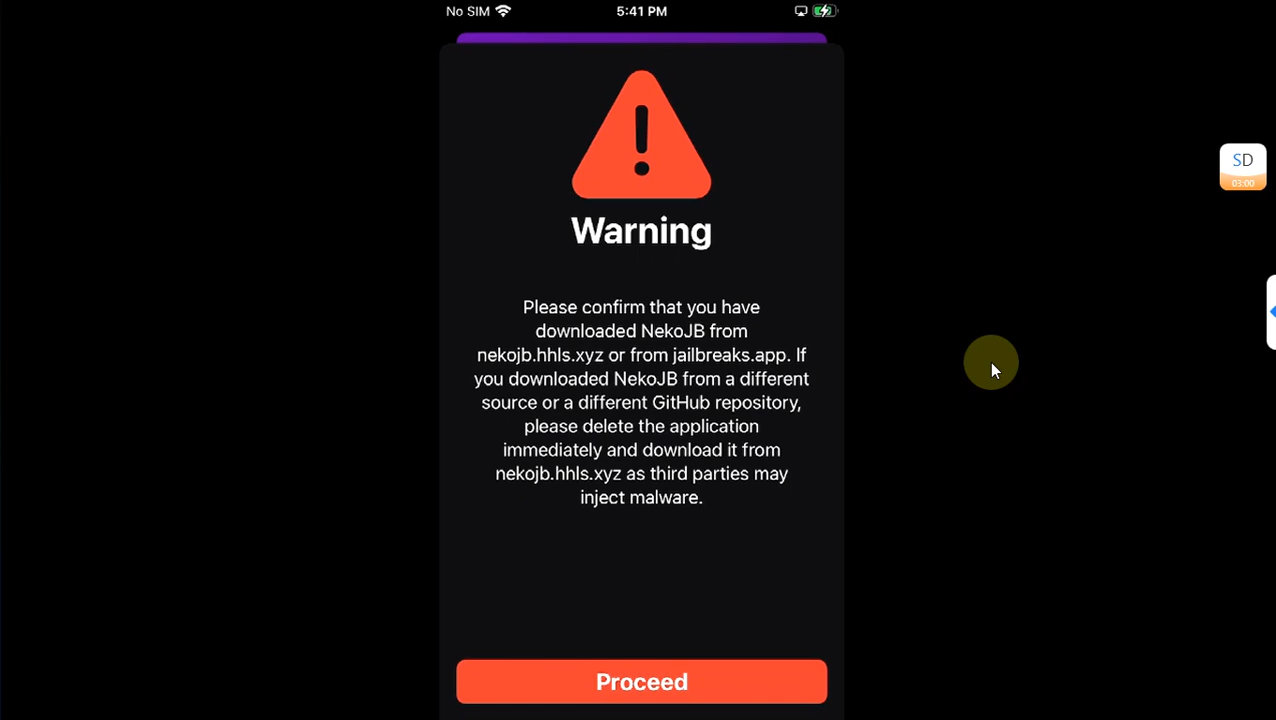 No SIM 5:41 PM
SD
03:00
Warning
Please confirm that you have
downloaded NekoJB from
nekojb.hhls.xyz or from jailbreaks.app. If
you downloaded NekoJB from a different
source or a different GitHub repository,
please delete the application
immediately and download it from
nekojb.hhls.xyz as third parties may
inject malware.
Proceed